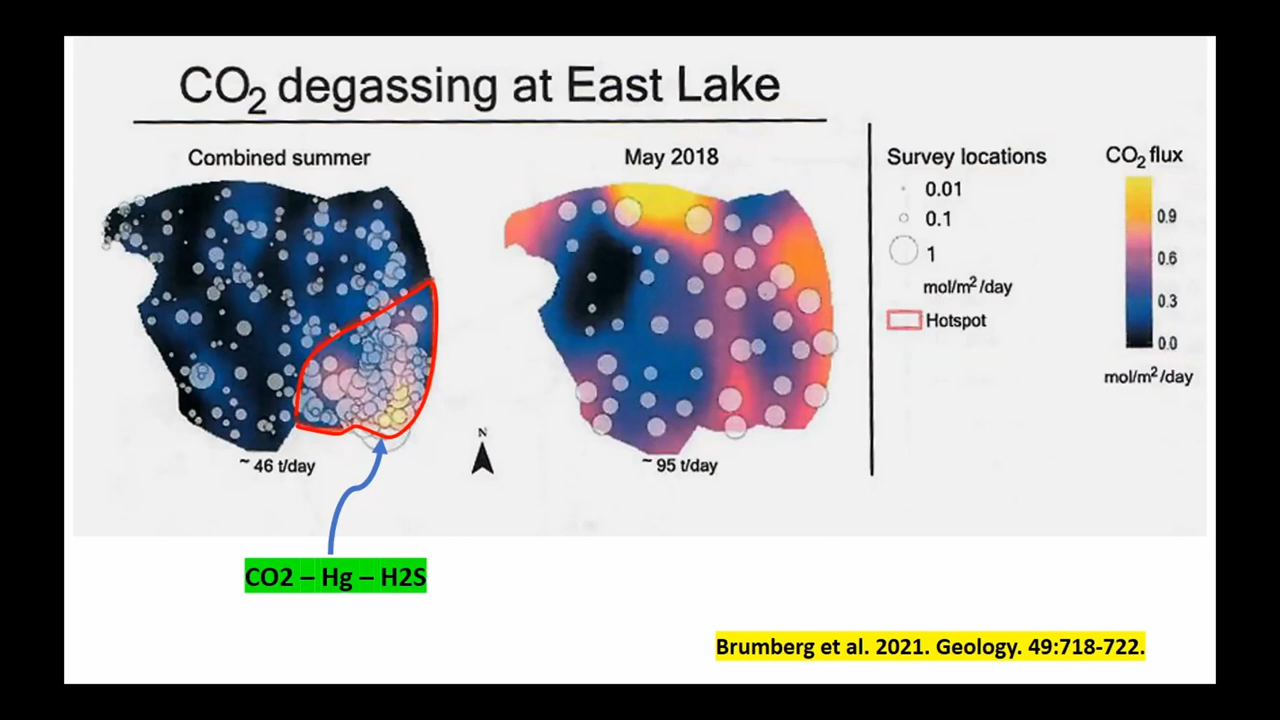 CO2 degassing at East Lake
Combined summer
May 2018
Survey locations
0.01
0.1
1
mol/m2/day
Hotspot
CO2 flux
0.9
0.6
0.3
0.0
mol/m2/day
N
~ 46 t/day
~ 95 t/day
CO2 – Hg – H2S
Brumberg et al. 2021. Geology. 49:718-722.